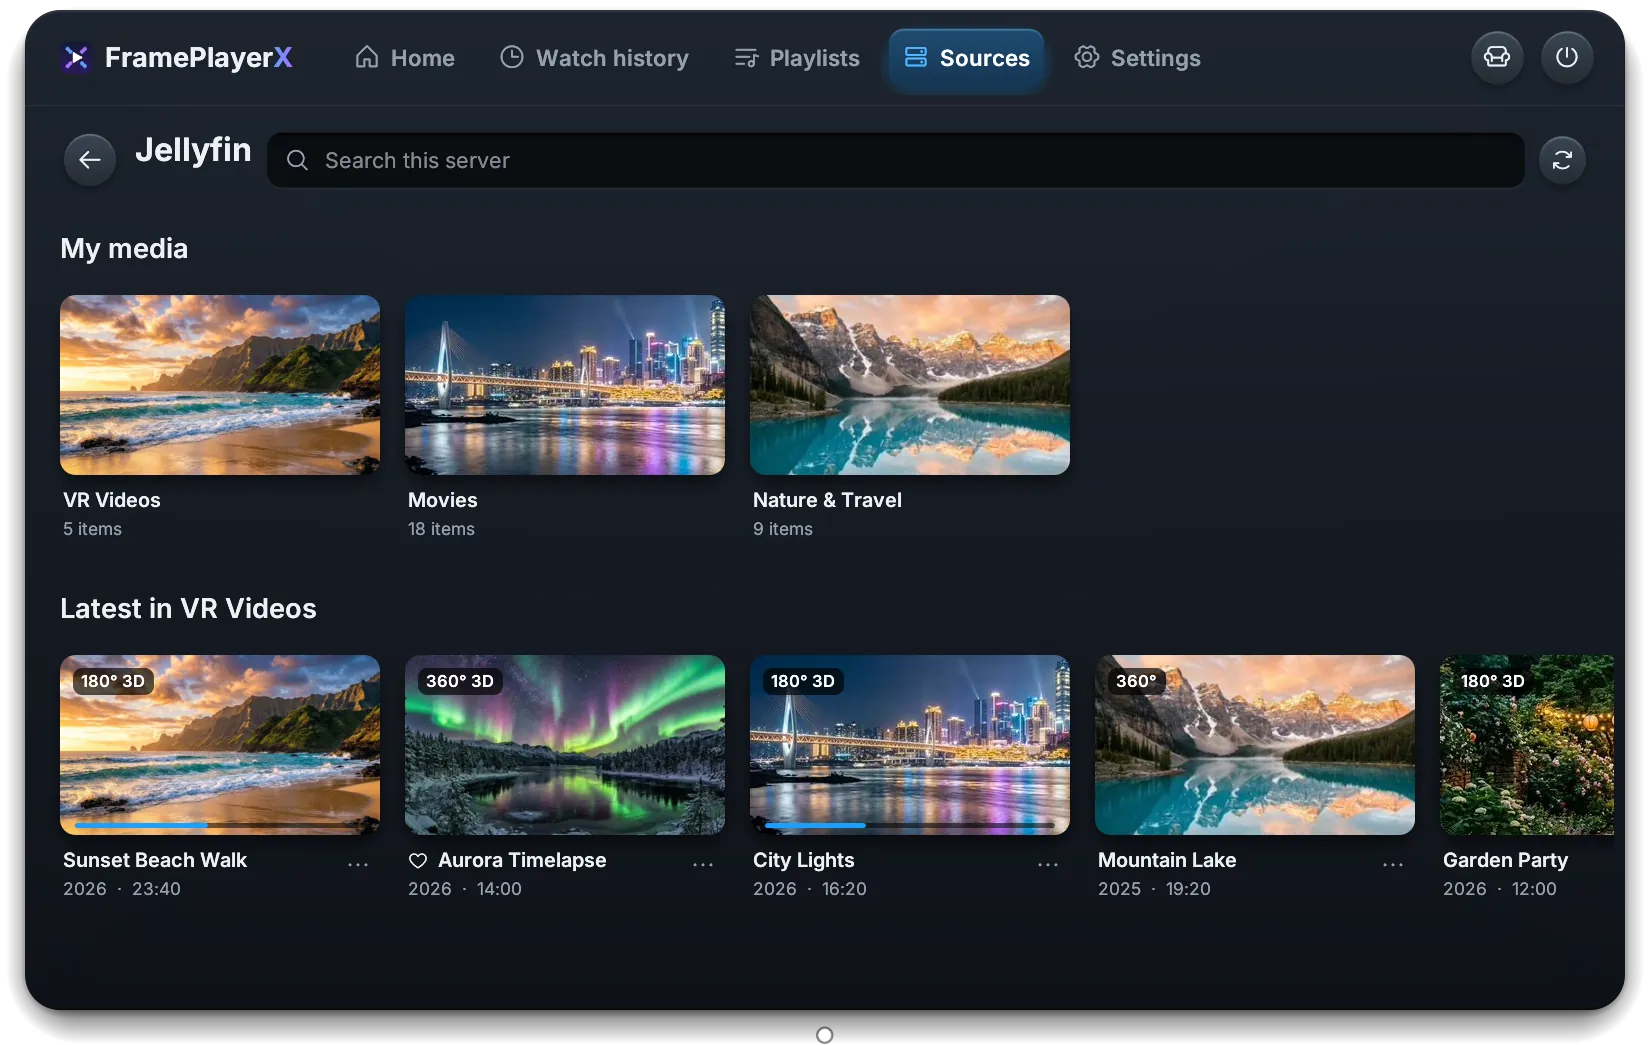 FramePlayerX
Home
Watch history
Playlists
Sources
Settings
Jellyfin
Search this server
My media
VR Videos
5 items
Movies
18 items
Nature & Travel
9 items
Latest in VR Videos
180° 3D
360° 3D
180° 3D
360°
180° 3D
Sunset Beach Walk
2026 · 23:40
Aurora Timelapse
2026 · 14:00
City Lights
2026 · 16:20
Mountain Lake
2025 · 19:20
Garden Party
2026 · 12:00